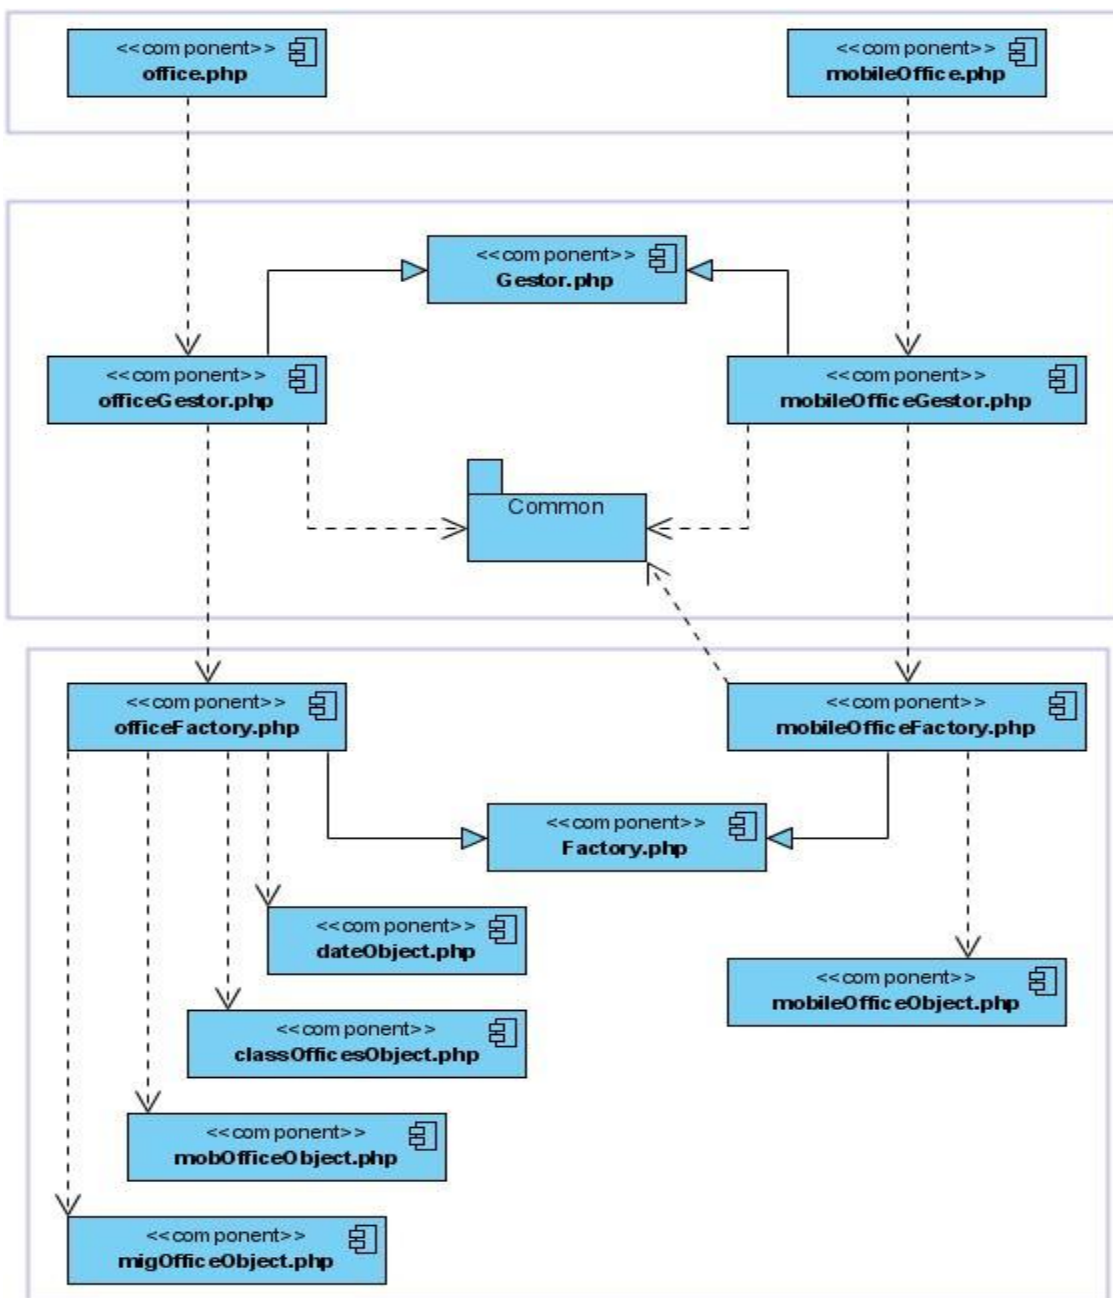 <<component>>
office.php
<<component>>
mobileOffice.php
<<component>>
Gestor.php
<<component>>
officeGestor.php
<<component>>
mobileOfficeGestor.php
Common
<<component>>
officeFactory.php
<<component>>
mobileOfficeFactory.php
<<component>>
Factory.php
<<component>>
dateObject.php
<<component>>
mobileOfficeObject.php
<<component>>
classOfficesObject.php
<<component>>
mobOfficeObject.php
<<component>>
migOfficeObject.php